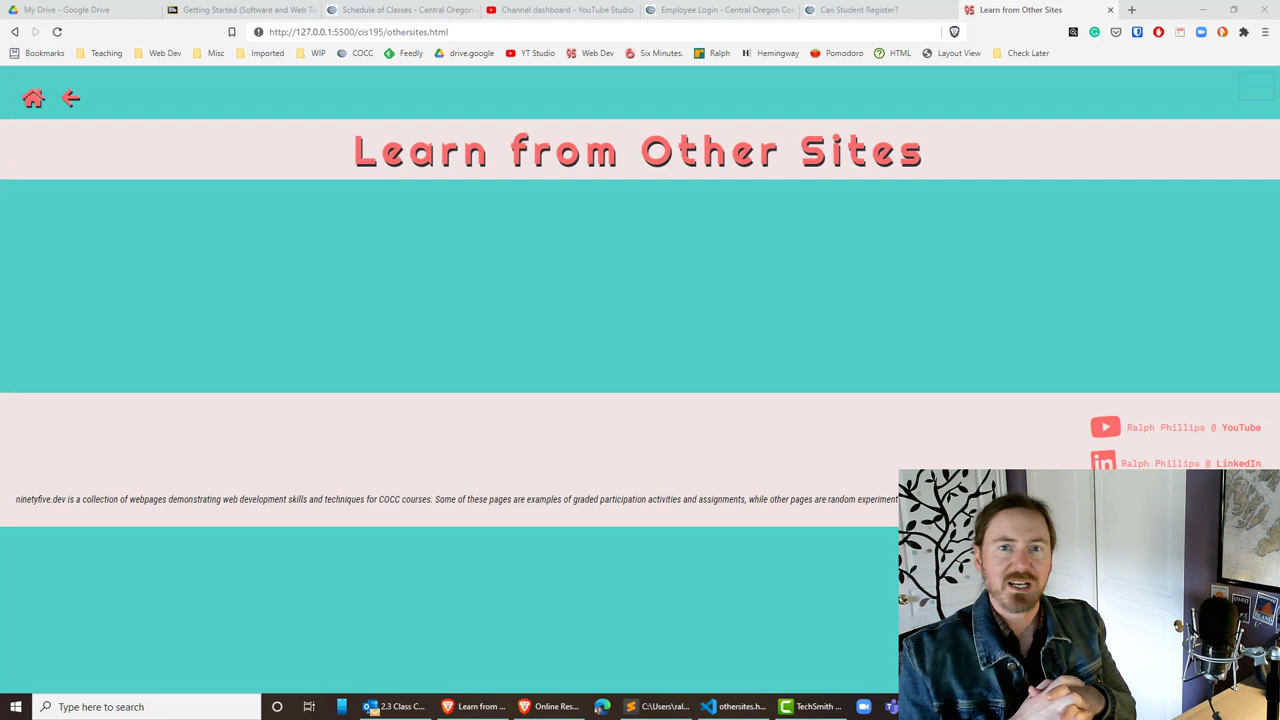 My Drive - Google Drive
Getting Started (Software and Web To
Schedule of Classes - Central Oregon
Channel dashboard - YouTube Studio
Employee Login - Central Oregon Co
Can Student Register?
Learn from Other Sites
http://127.0.0.1:5500/cis195/othersites.html
Bookmarks Teaching Web Dev Misc Imported WIP COCC Feedly drive.google YT Studio Web Dev Six Minutes. Ralph Hemingway Pomodoro HTML Layout View Check Later
Learn from Other Sites
Ralph Phillips @ YouTube
Ralph Phillips @ LinkedIn
ninetyfive.dev is a collection of webpages demonstrating web development skills and techniques for COCC courses. Some of these pages are examples of graded participation activities and assignments, while other pages are random experiment
Type here to search
2.3 Class C...
Learn from ...
Online Res...
C:\Users\ral...
othersites.h...
TechSmith ...